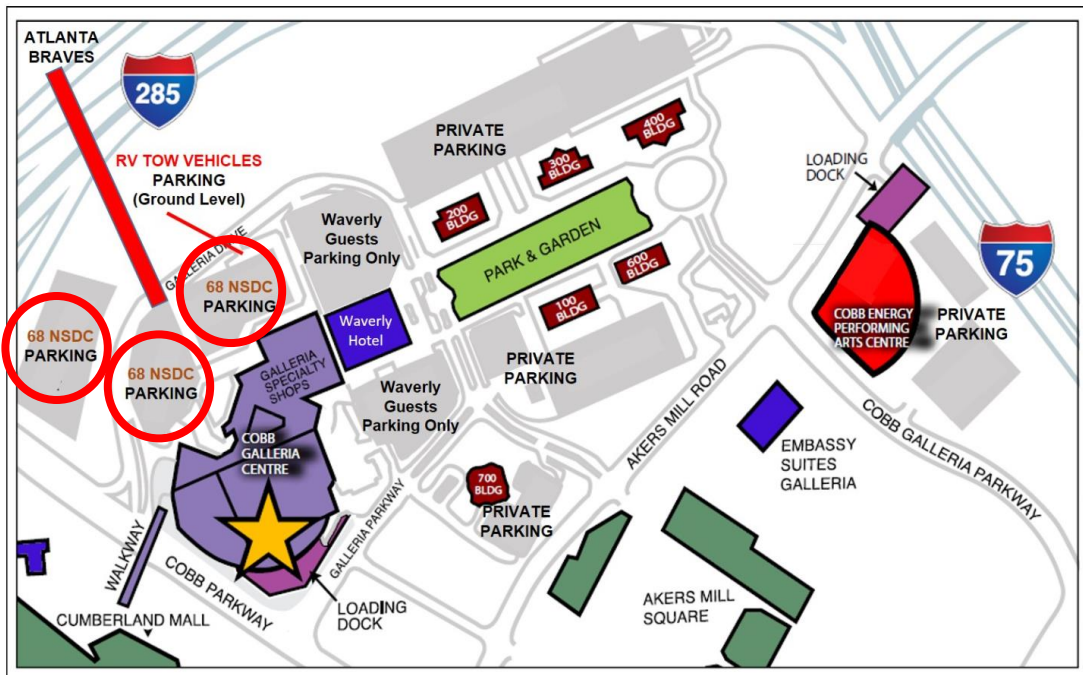 ATLANTA
BRAVES
285
RV TOW VEHICLES
PARKING
(Ground Level)
GALLERIA DRIVE
68 NSDC
PARKING
68 NSDC
PARKING
68 NSDC
PARKING
Waverly
Guests
Parking Only
Waverly
Hotel
Waverly
Guests
Parking Only
PRIVATE
PARKING
200
BLDG
300
BLDG
400
BLDG
PARK & GARDEN
100
BLDG
600
BLDG
PRIVATE
PARKING
LOADING
DOCK
75
COBB ENERGY
PERFORMING
ARTS CENTRE
PRIVATE
PARKING
GALLERIA
SPECIALTY
SHOPS
COBB
GALLERIA
CENTRE
700
BLDG
PRIVATE
PARKING
AKERS MILL ROAD
EMBASSY
SUITES
GALLERIA
COBB GALLERIA PARKWAY
GALLERIA PARKWAY
WALKWAY
COBB PARKWAY
LOADING
DOCK
CUMBERLAND MALL
AKERS MILL
SQUARE